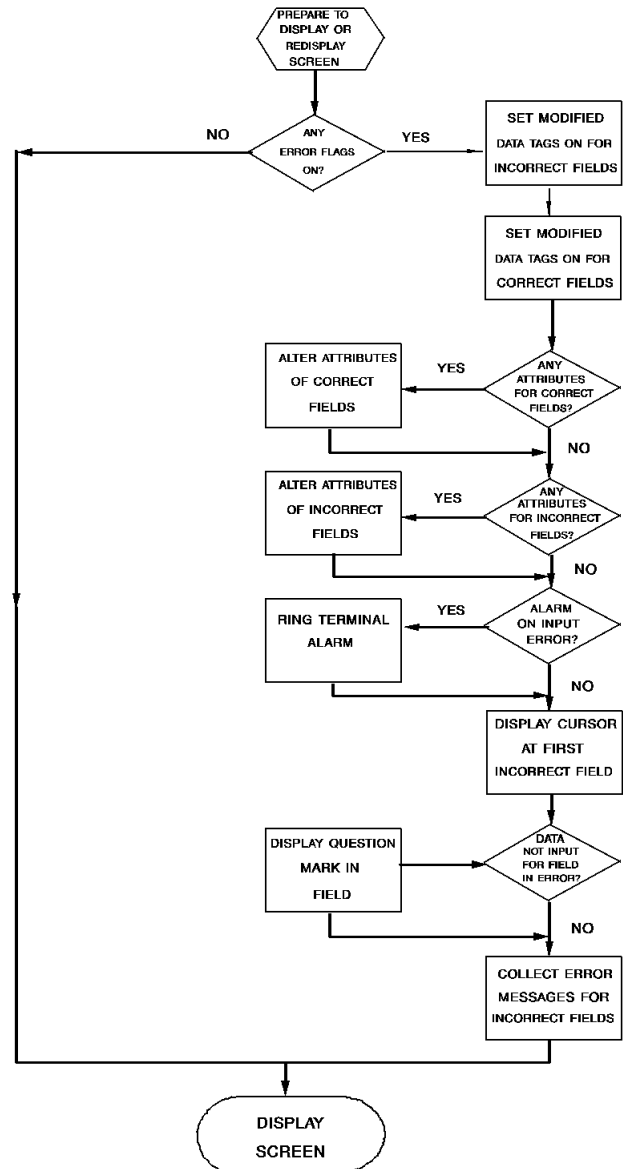 PREPARE TO
DISPLAY OR
REDISPLAY
SCREEN
ANY
ERROR FLAGS
ON?
NO
YES
SET MODIFIED
DATA TAGS ON FOR
INCORRECT FIELDS
SET MODIFIED
DATA TAGS ON FOR
CORRECT FIELDS
ANY
ATTRIBUTES
FOR CORRECT
FIELDS?
YES
ALTER ATTRIBUTES
OF CORRECT
FIELDS
NO
ANY
ATTRIBUTES
FOR INCORRECT
FIELDS?
YES
ALTER ATTRIBUTES
OF INCORRECT
FIELDS
NO
ALARM
ON INPUT
ERROR?
YES
RING TERMINAL
ALARM
NO
DISPLAY CURSOR
AT FIRST
INCORRECT FIELD
DATA
NOT INPUT
FOR FIELD
IN ERROR?
DISPLAY QUESTION
MARK IN
FIELD
NO
COLLECT ERROR
MESSAGES FOR
INCORRECT FIELDS
DISPLAY
SCREEN